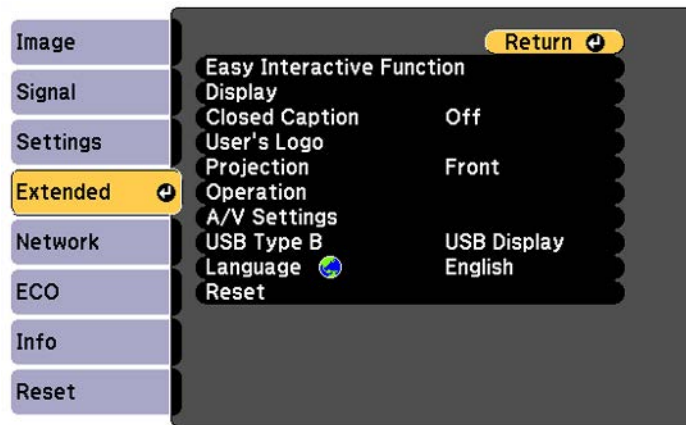 Image
Signal
Settings
Extended
Network
ECO
Info
Reset
Return
Easy Interactive Function
Display
Closed Caption Off
User's Logo
Projection Front
Operation
A/V Settings
USB Type B USB Display
Language English
Reset